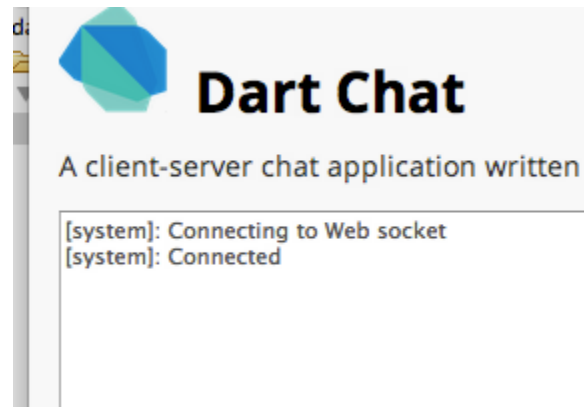 Dart Chat
A client-server chat application written
[system]: Connecting to Web socket
[system]: Connected